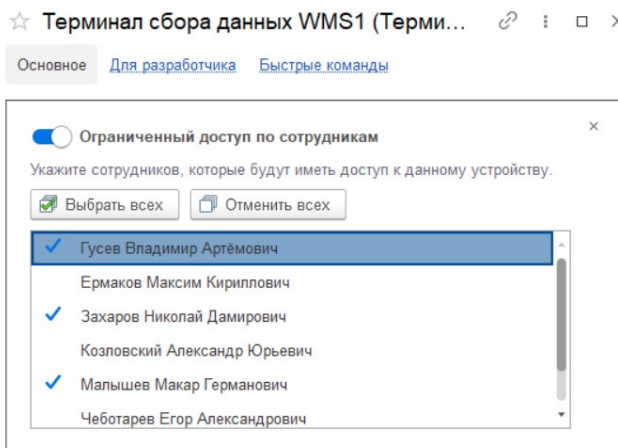 Терминал сбора данных WMS1 (Терми...
Основное Для разработчика Быстрые команды
Ограниченный доступ по сотрудникам
Укажите сотрудников, которые будут иметь доступ к данному устройству.
Выбрать всех Отменить всех
Гусев Владимир Артёмович
Ермаков Максим Кириллович
Захаров Николай Дамирович
Козловский Александр Юрьевич
Малышев Макар Германович
Чеботарев Егор Александрович